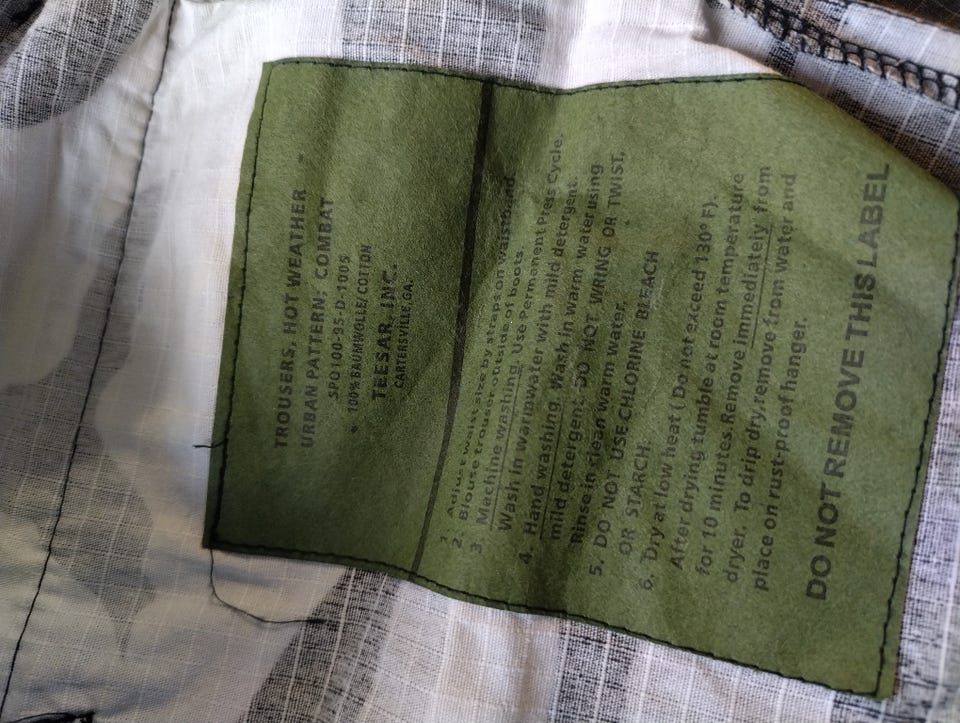 TROUSERS, HOT WEATHER
URBAN PATTERN, COMBAT
SPO100-95-D-1005
100% BAUMWOLLE/COTTON
TEESAR, INC.
CARTERSVILLE, GA.
1 Adjust waist size by straps on waistband.
2. Blouse trousr or outside of boots.
3. Machine washing. Use Permanent Press Cycle.
Wash in warmwater with mild detergent.
4. Hand washing. Wash in warm water using
mild detergent. DO NOT WRING OR TWIST,
Rinse in clean warm water.
5. DO NOT USE CHLORINE BEACH
OR STARCH.
6. Dry at low heat (Do not exceed 130° F).
After drying tumble at room temperature
for 10 minutes. Remove immediately from
dryer. To drip dry, remove from water and
place on rust-proof hanger.
DO NOT REMOVE THIS LABEL